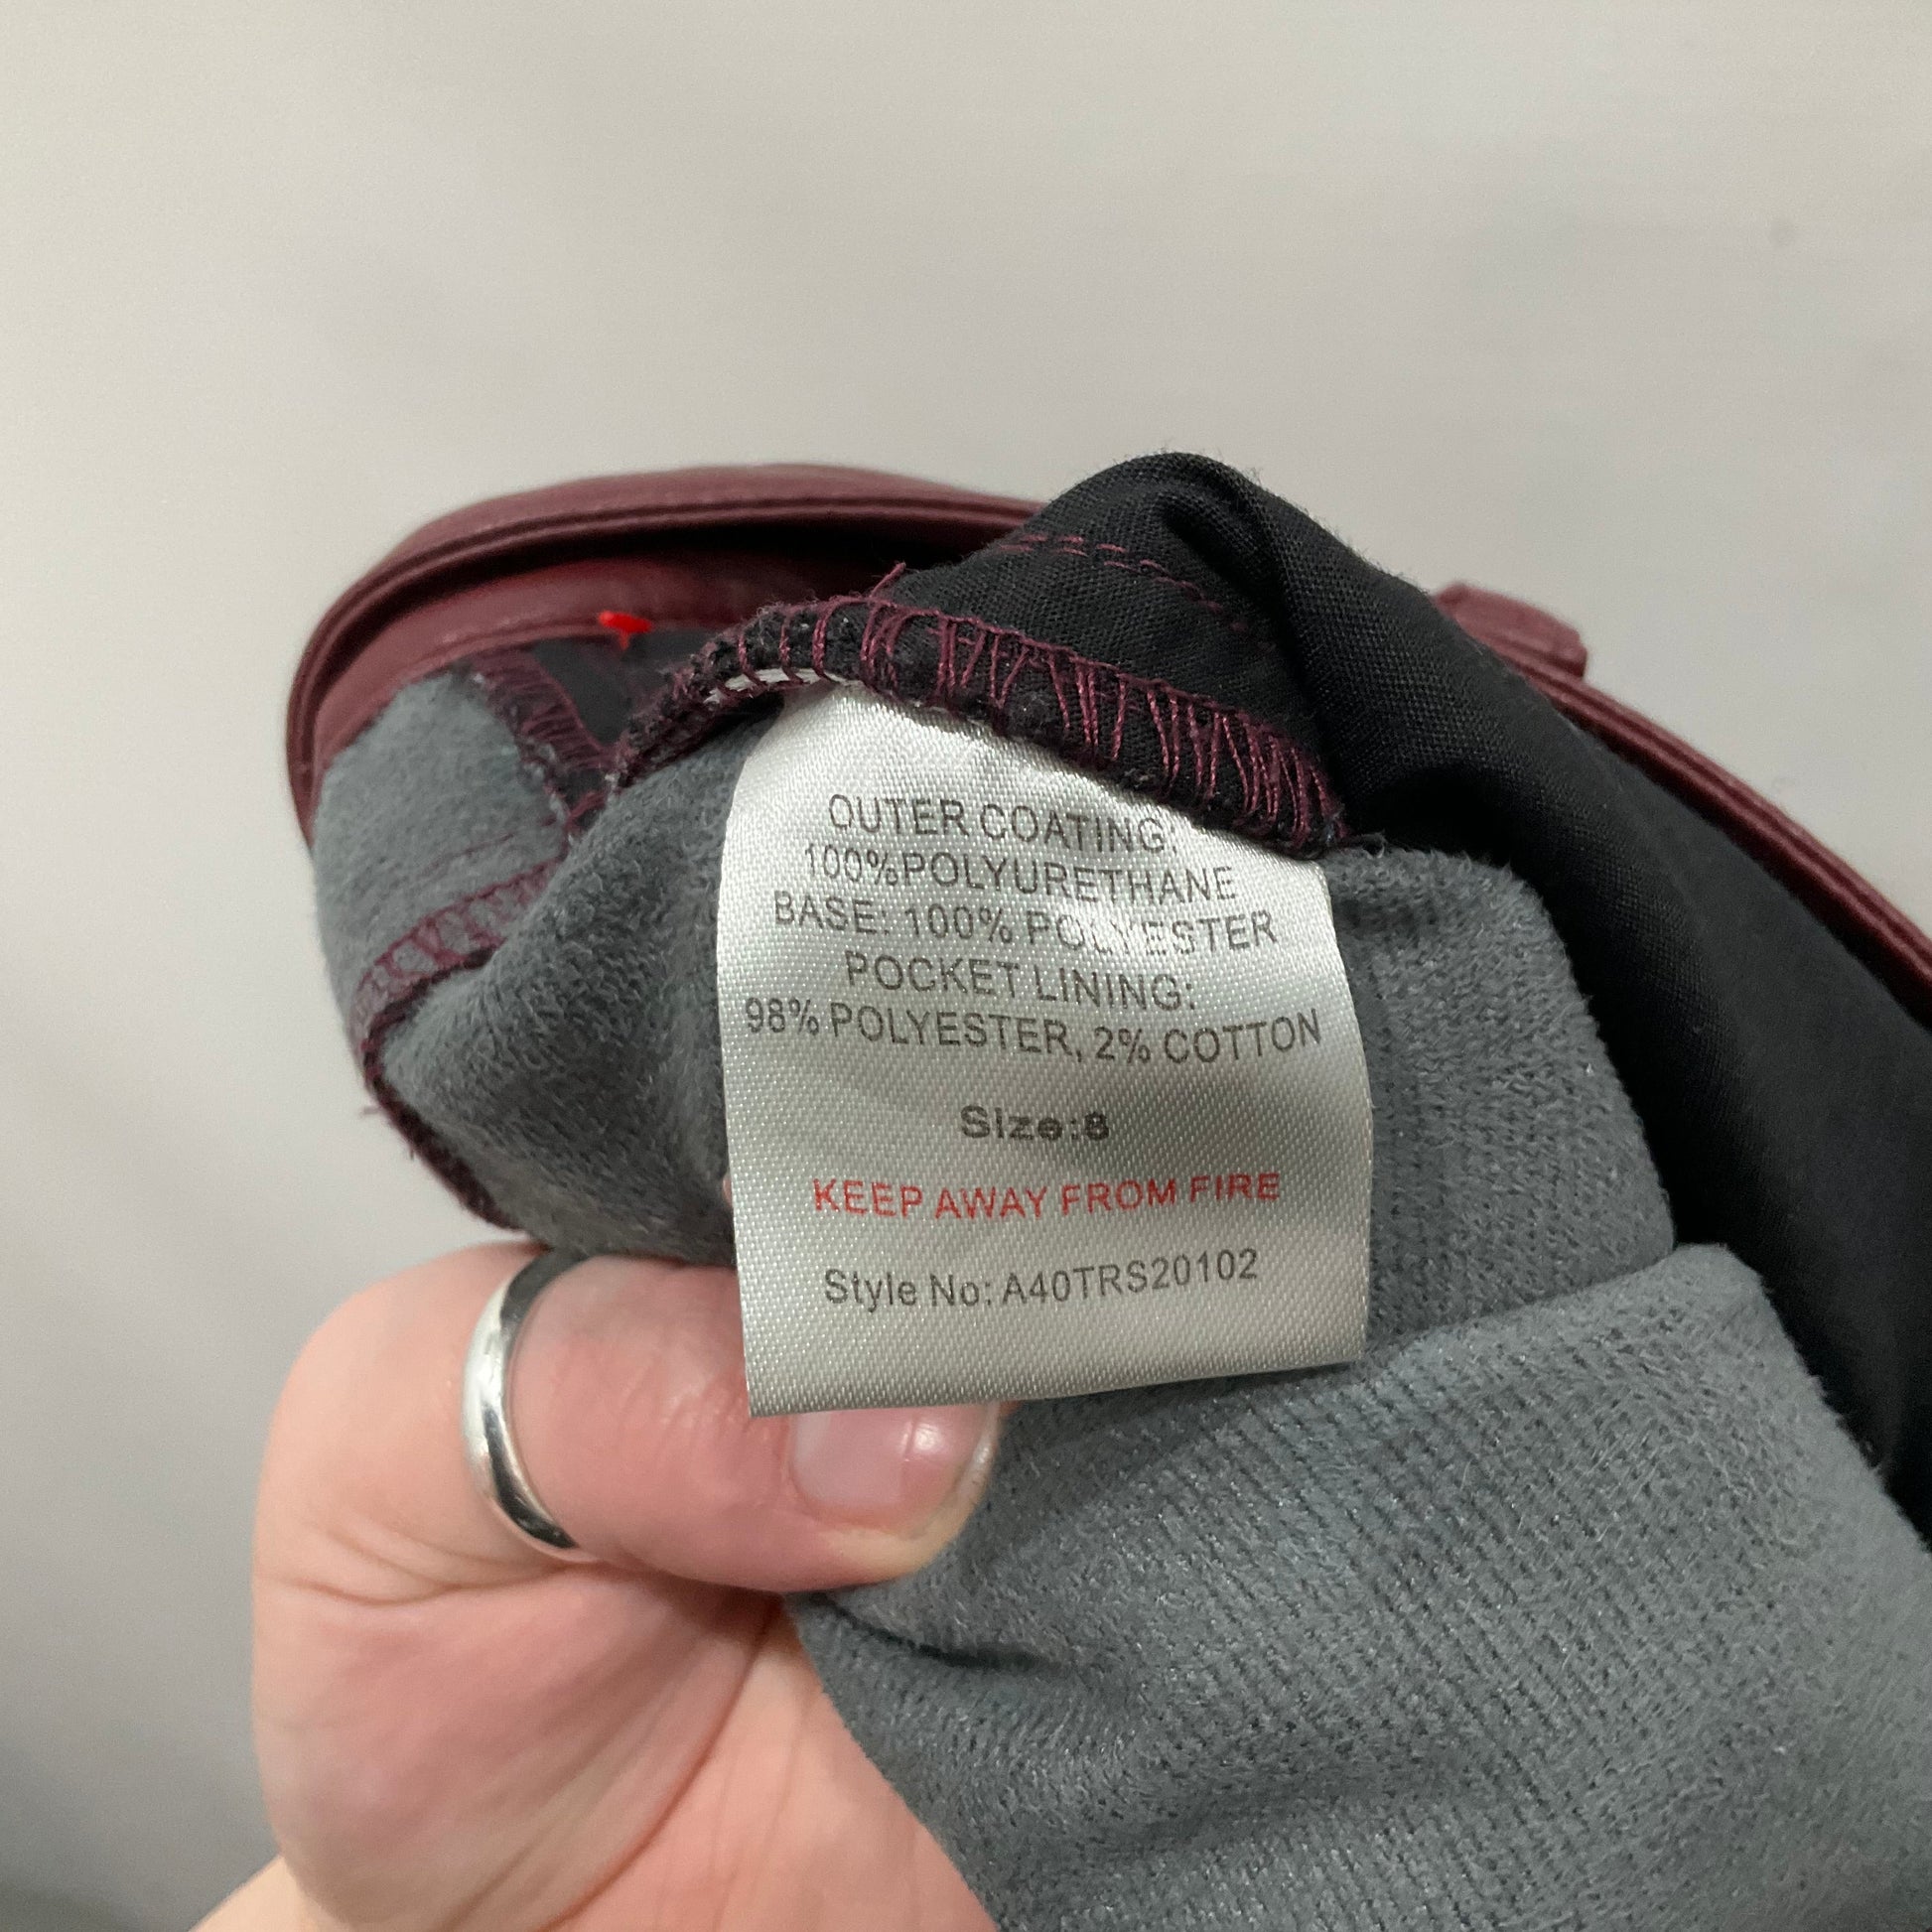 OUTER COATING:
100%POLYURETHANE
BASE: 100% POLYESTER
POCKET LINING:
98% POLYESTER, 2% COTTON
Size:8
KEEP AWAY FROM FIRE
Style No: A40TRS20102